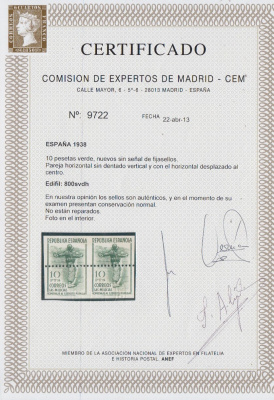 CERTIFICADO
COMISION DE EXPERTOS DE MADRID - CEM
CALLE MAYOR, 6 - 5º-6 - 28013 MADRID - ESPAÑA
Nº: 9722
FECHA
22-abr-13
ESPAÑA 1938
10 pesetas verde, nuevos sin señal de fijasellos.
Pareja horizontal sin dentado vertical y con el horizontal desplazado al
centro.
Edifil: 800svdh
En nuestra opinión los sellos son auténticos, y en el momento de su
examen presentan conservación normal.
No están reparados.
Foto en el interior.
REPUBLICA ESPAÑOLA REPUBLICA ESPAÑOLA
10 10
CORREOS CORREOS
MIEMBRO DE LA ASOCIACIÓN NACIONAL DE EXPERTOS EN FILATELIA
E HISTORIA POSTAL ANEF